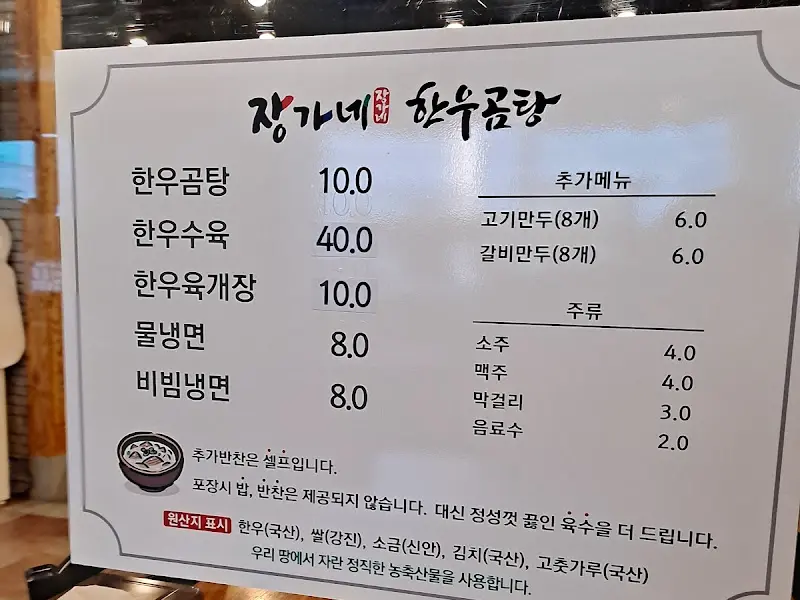 장가네 장가네 한우곰탕
한우곰탕 10.0
한우수육 40.0
한우육개장 10.0
물냉면 8.0
비빔냉면 8.0
추가메뉴
고기만두(8개) 6.0
갈비만두(8개) 6.0
주류
소주 4.0
맥주 4.0
막걸리 3.0
음료수 2.0
추가반찬은 셀프입니다.
포장시 밥, 반찬은 제공되지 않습니다. 대신 정성껏 끓인 육수을 더 드립니다.
원산지 표시 한우(국산), 쌀(강진), 소금(신안), 김치(국산), 고춧가루(국산)
우리 땅에서 자란 정직한 농축산물을 사용합니다.